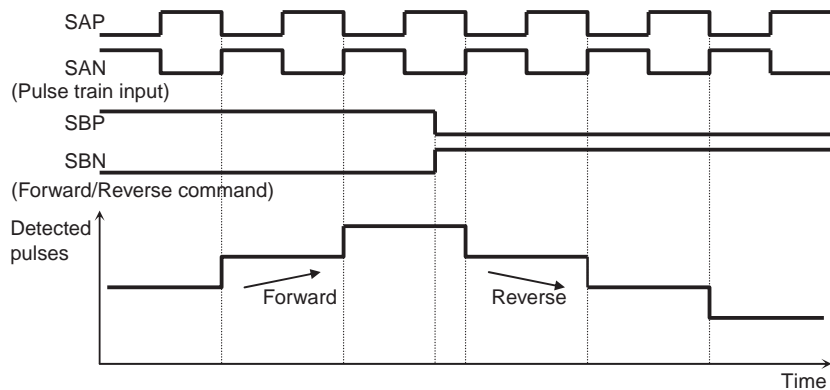 SAP
SAN
(Pulse train input)
SBP
SBN
(Forward/Reverse command)
Detected
pulses
Forward
Reverse
Time